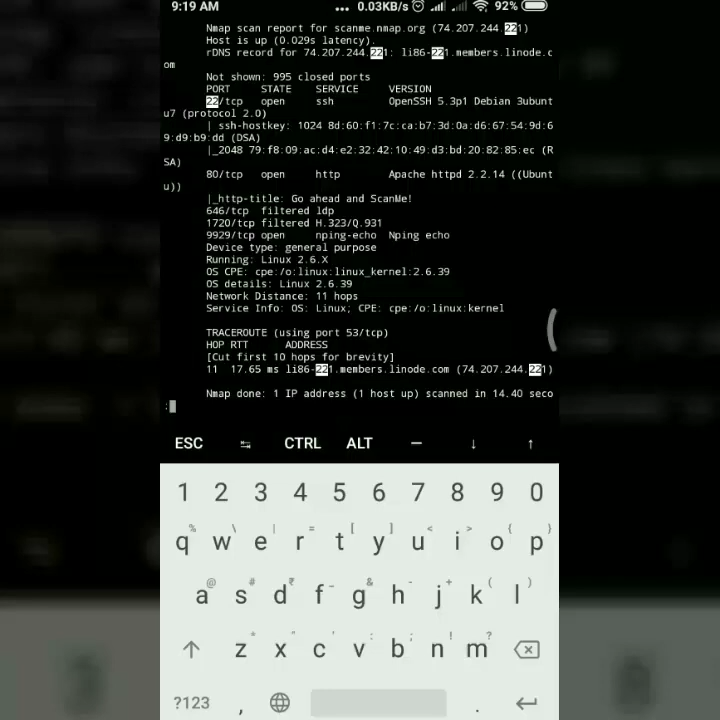 9:19 AM ... 0.03KB/s 92%
Nmap scan report for scanme.nmap.org (74.207.244.221)
Host is up (0.029s latency).
rDNS record for 74.207.244.221: li86-221.members.linode.c
om
Not shown: 995 closed ports
PORT STATE SERVICE VERSION
22/tcp open ssh OpenSSH 5.3p1 Debian 3ubunt
u7 (protocol 2.0)
| ssh-hostkey: 1024 8d:60:f1:7c:ca:b7:3d:0a:d6:67:54:9d:6
9:d9:b9:dd (DSA)
|_2048 79:f8:09:ac:d4:e2:32:42:10:49:d3:bd:20:82:85:ec (R
SA)
80/tcp open http Apache httpd 2.2.14 ((Ubunt
u))
|_http-title: Go ahead and ScanMe!
646/tcp filtered ldp
1720/tcp filtered H.323/Q.931
9929/tcp open nping-echo Nping echo
Device type: general purpose
Running: Linux 2.6.X
OS CPE: cpe:/o:linux:linux_kernel:2.6.39
OS details: Linux 2.6.39
Network Distance: 11 hops
Service Info: OS: Linux; CPE: cpe:/o:linux:kernel
TRACEROUTE (using port 53/tcp)
HOP RTT ADDRESS
[Cut first 10 hops for brevity]
11 17.65 ms li86-221.members.linode.com (74.207.244.221)
Nmap done: 1 IP address (1 host up) scanned in 14.40 seco
:
ESC ↹ CTRL ALT — ↓ ↑
1 2 3 4 5 6 7 8 9 0
% \ | = [ ] < > { }
q w e r t y u i o p
@ # ₹ - & - + ( )
a s d f g h j k l
* " ' : ; ! ?
z x c v b n m
?123 , .